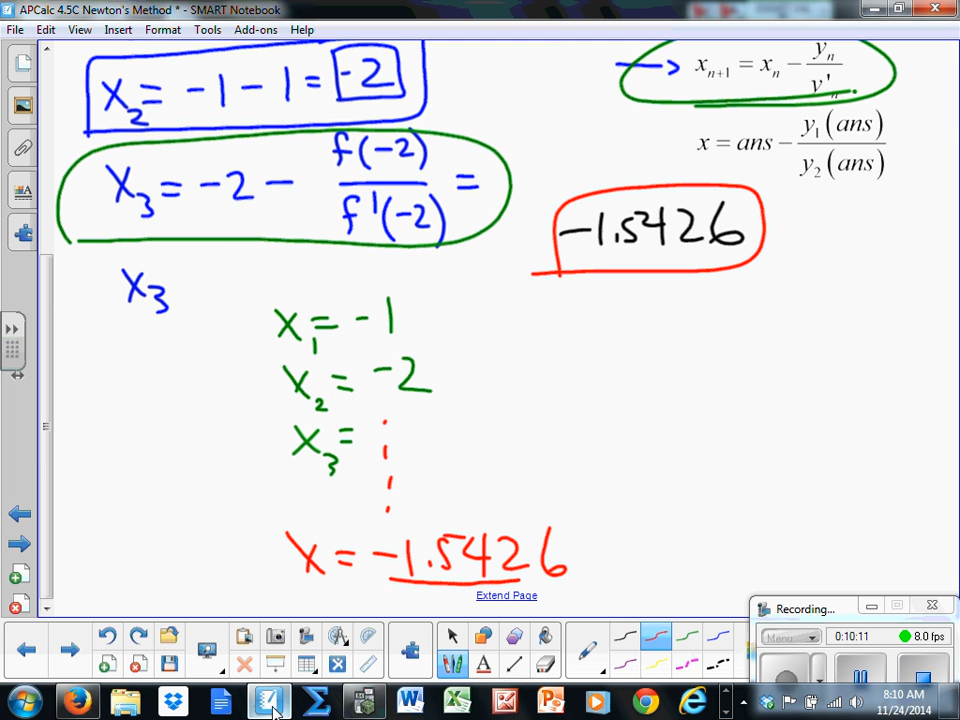 APCalc 4.5C Newton's Method * - SMART Notebook
File Edit View Insert Format Tools Add-ons Help
x₂ = -1 - 1 = -2
xₙ₊₁ = xₙ - yₙ / y'ₙ
x = ans - y₁(ans) / y₂(ans)
x₃ = -2 - f(-2) / f'(-2) =
-1.5426
x₃
x₁ = -1
x₂ = -2
x₃ =
x = -1.5426
Extend Page
Recording...
Menu
0:10:11
8.0 fps
8:10 AM
11/24/2014